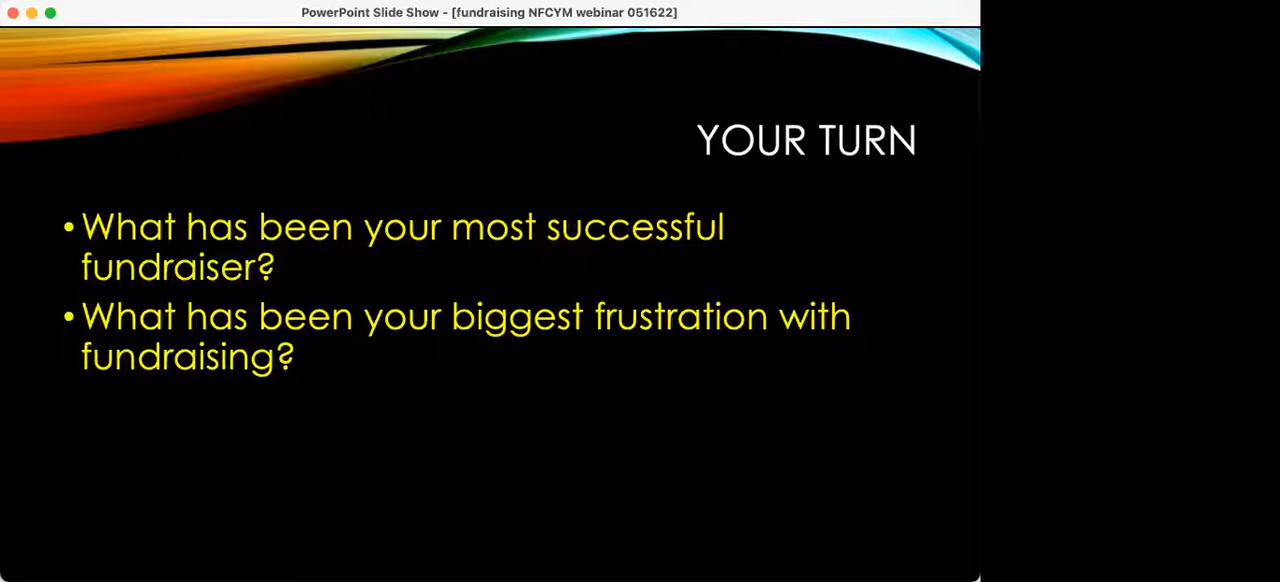 PowerPoint Slide Show - [fundraising NFCYM webinar 051622]
YOUR TURN
• What has been your most successful
fundraiser?
• What has been your biggest frustration with
fundraising?